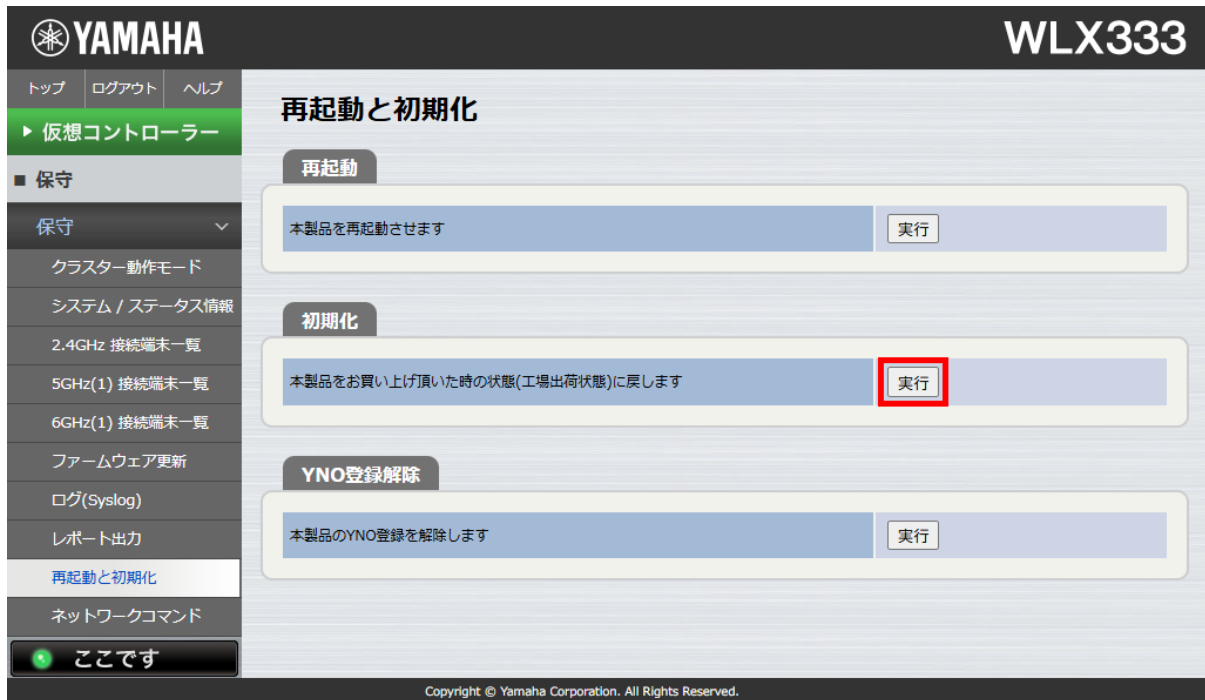 YAMAHA
WLX333
トップ ログアウト ヘルプ
仮想コントローラー
保守
保守
クラスター動作モード
システム / ステータス情報
2.4GHz 接続端末一覧
5GHz(1) 接続端末一覧
6GHz(1) 接続端末一覧
ファームウェア更新
ログ(Syslog)
レポート出力
再起動と初期化
ネットワークコマンド
ここです
再起動と初期化
再起動
本製品を再起動させます 実行
初期化
本製品をお買い上げ頂いた時の状態(工場出荷状態)に戻します 実行
YNO登録解除
本製品のYNO登録を解除します 実行
Copyright © Yamaha Corporation. All Rights Reserved.